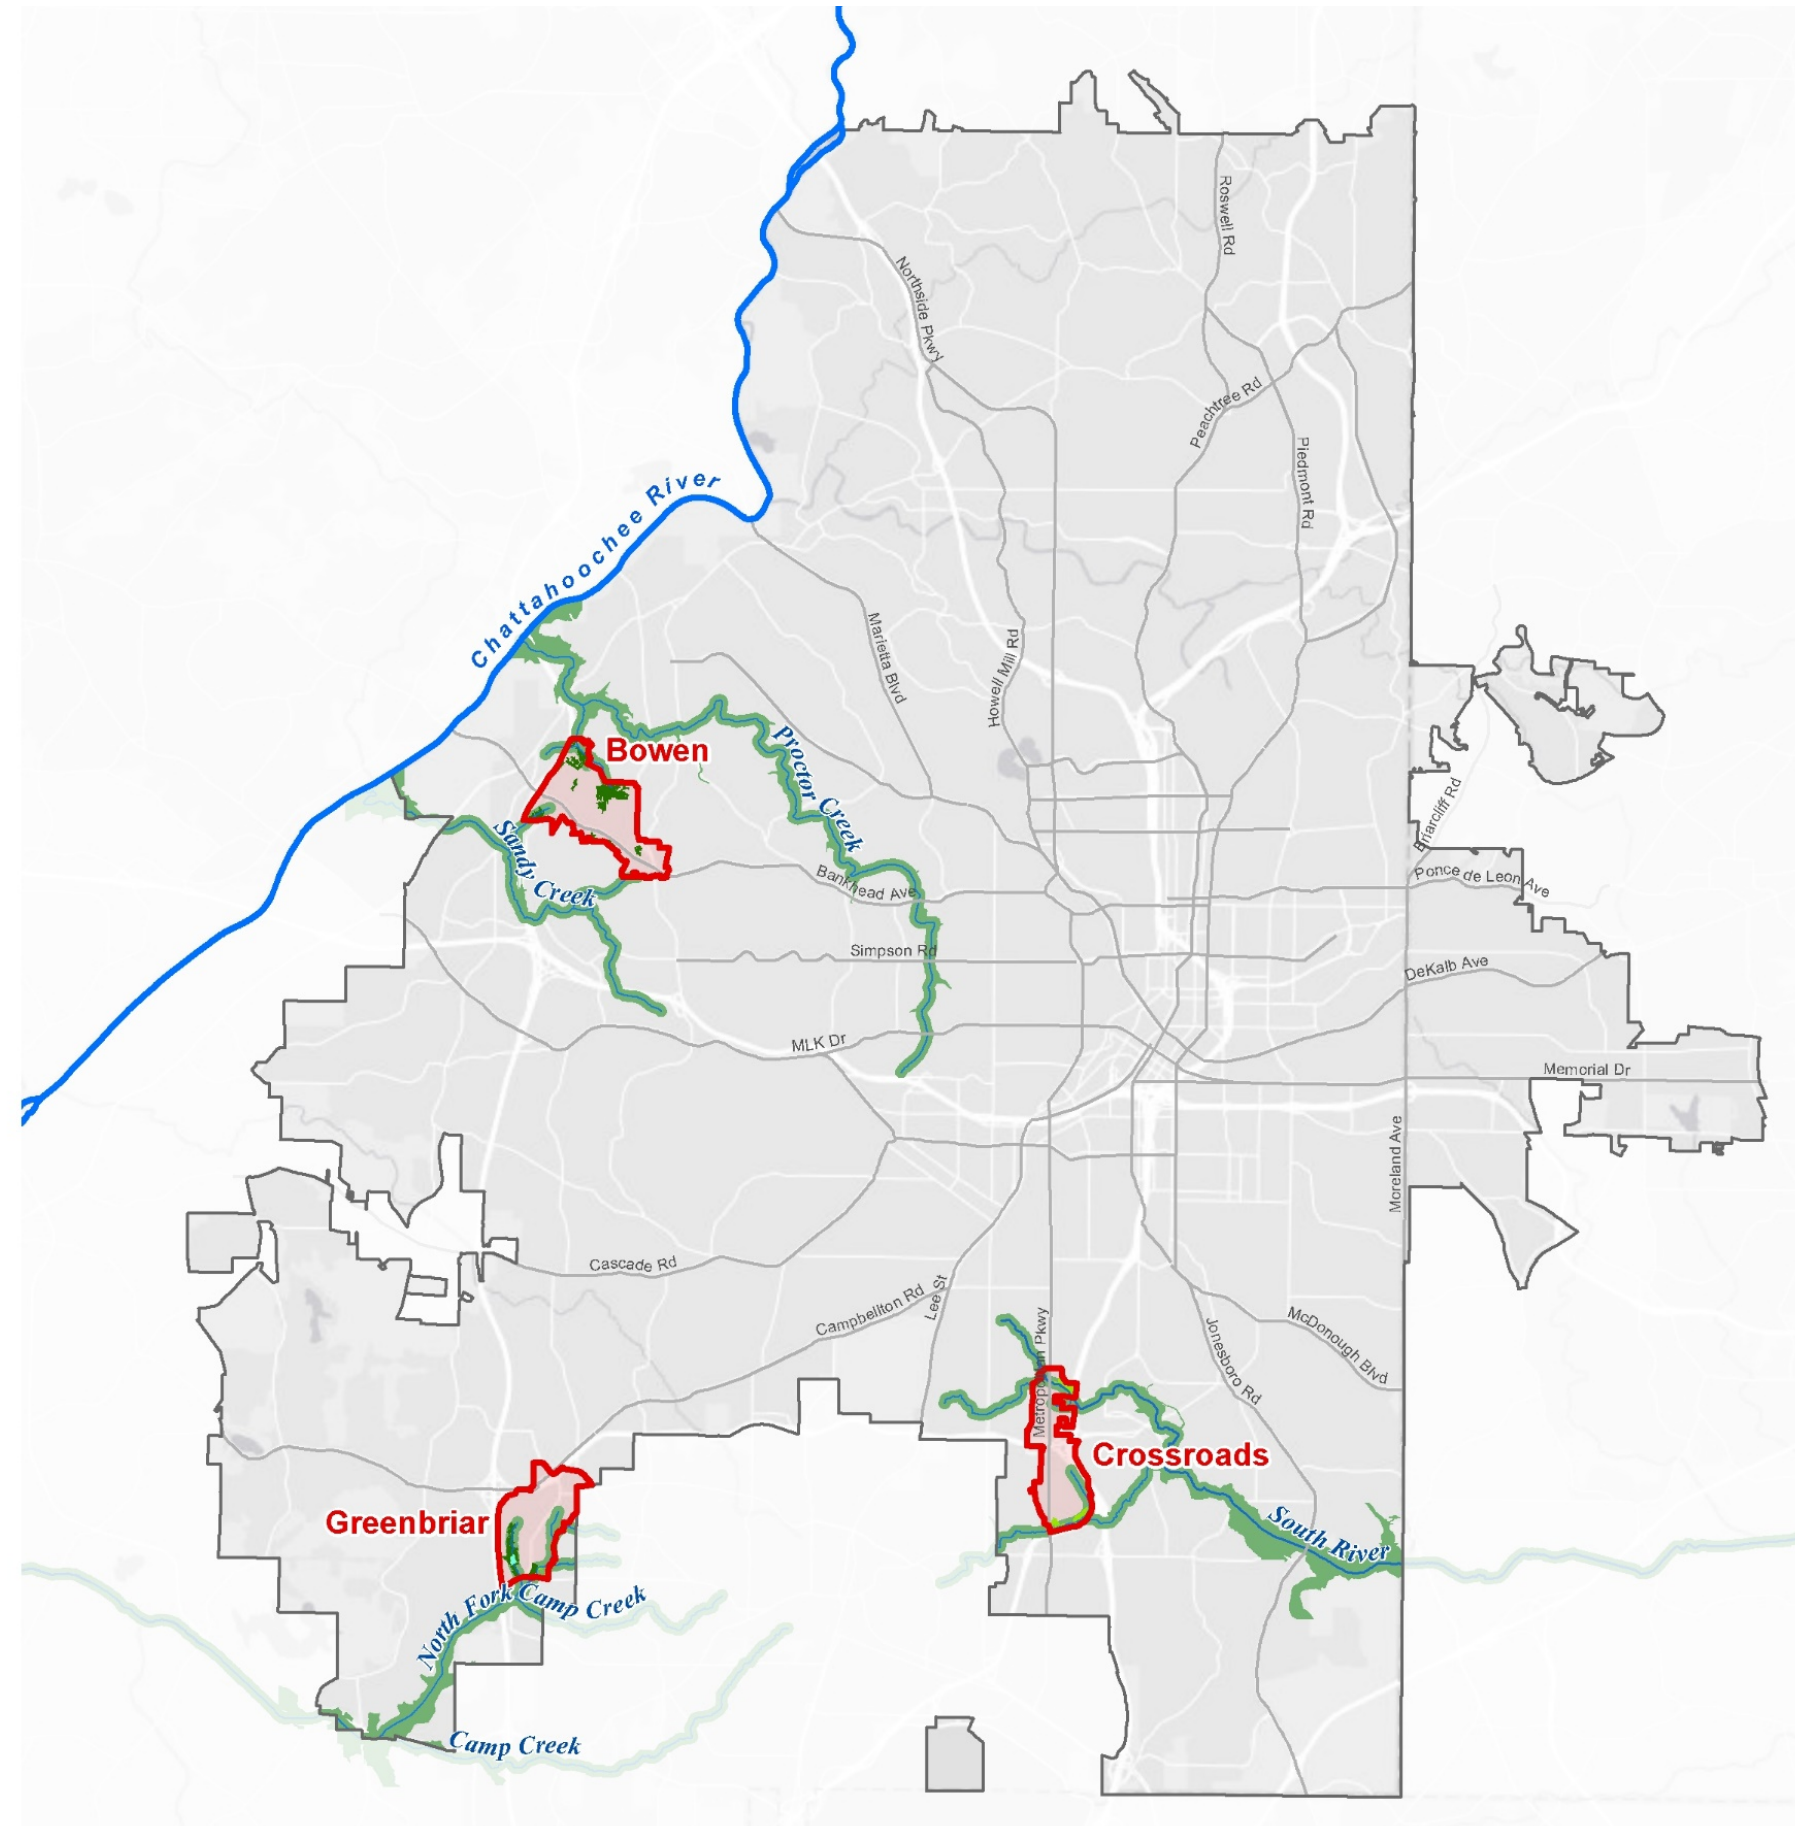 Roswell Rd
Northside Pkwy
Peachtree Rd
Piedmont Rd
Chattahoochee River
Marietta Blvd
Howell Mill Rd
Bowen
Proctor Creek
Briarcliff Rd
Sandy Creek
Bankhead Ave
Ponce de Leon Ave
Simpson Rd
DeKalb Ave
MLK Dr
Memorial Dr
Moreland Ave
Cascade Rd
Campbellton Rd
Lee St
Metropolitan Pkwy
Jonesboro Rd
McDonough Blvd
Crossroads
Greenbriar
South River
North Fork Camp Creek
Camp Creek